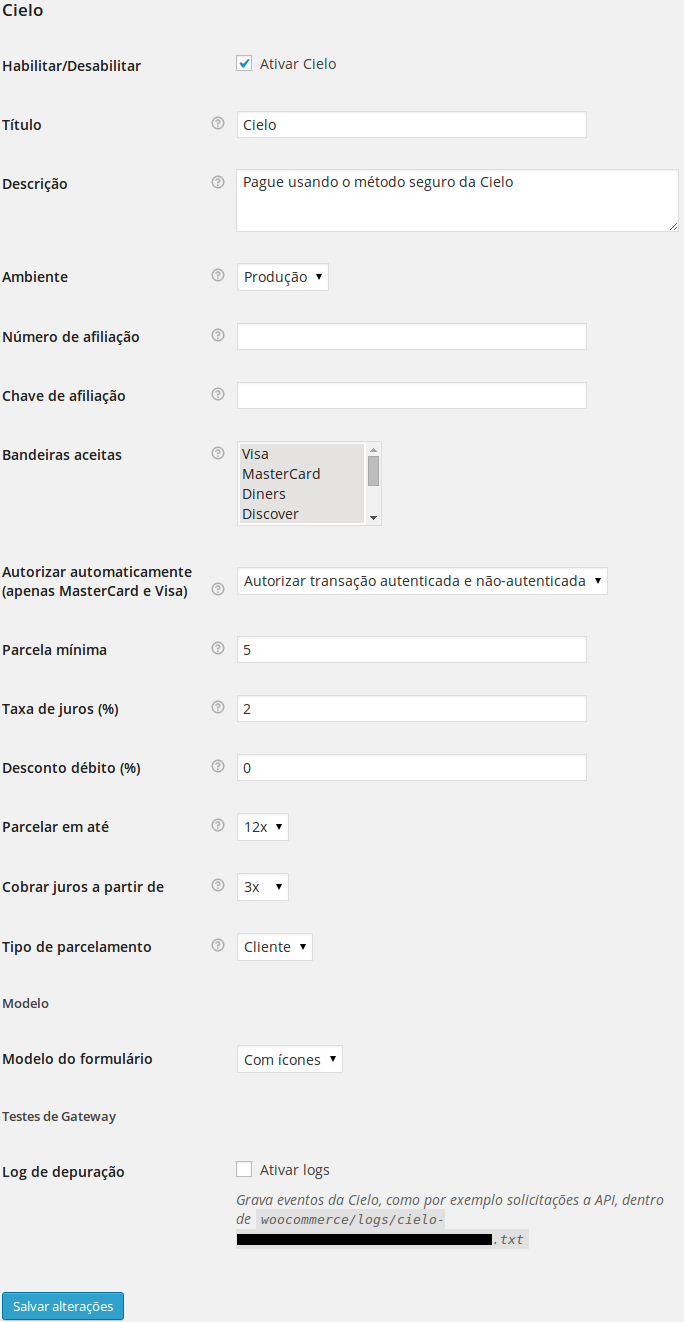 Cielo
Habilitar/Desabilitar
Ativar Cielo
Título
Cielo
Descrição
Pague usando o método seguro da Cielo
Ambiente
Produção
Número de afiliação
Chave de afiliação
Bandeiras aceitas
Visa
MasterCard
Diners
Discover
Autorizar automaticamente
(apenas MasterCard e Visa)
Autorizar transação autenticada e não-autenticada
Parcela mínima
5
Taxa de juros (%)
2
Desconto débito (%)
0
Parcelar em até
12x
Cobrar juros a partir de
3x
Tipo de parcelamento
Cliente
Modelo
Modelo do formulário
Com ícones
Testes de Gateway
Log de depuração
Ativar logs
Grava eventos da Cielo, como por exemplo solicitações a API, dentro
de woocommerce/logs/cielo-
.txt
Salvar alterações